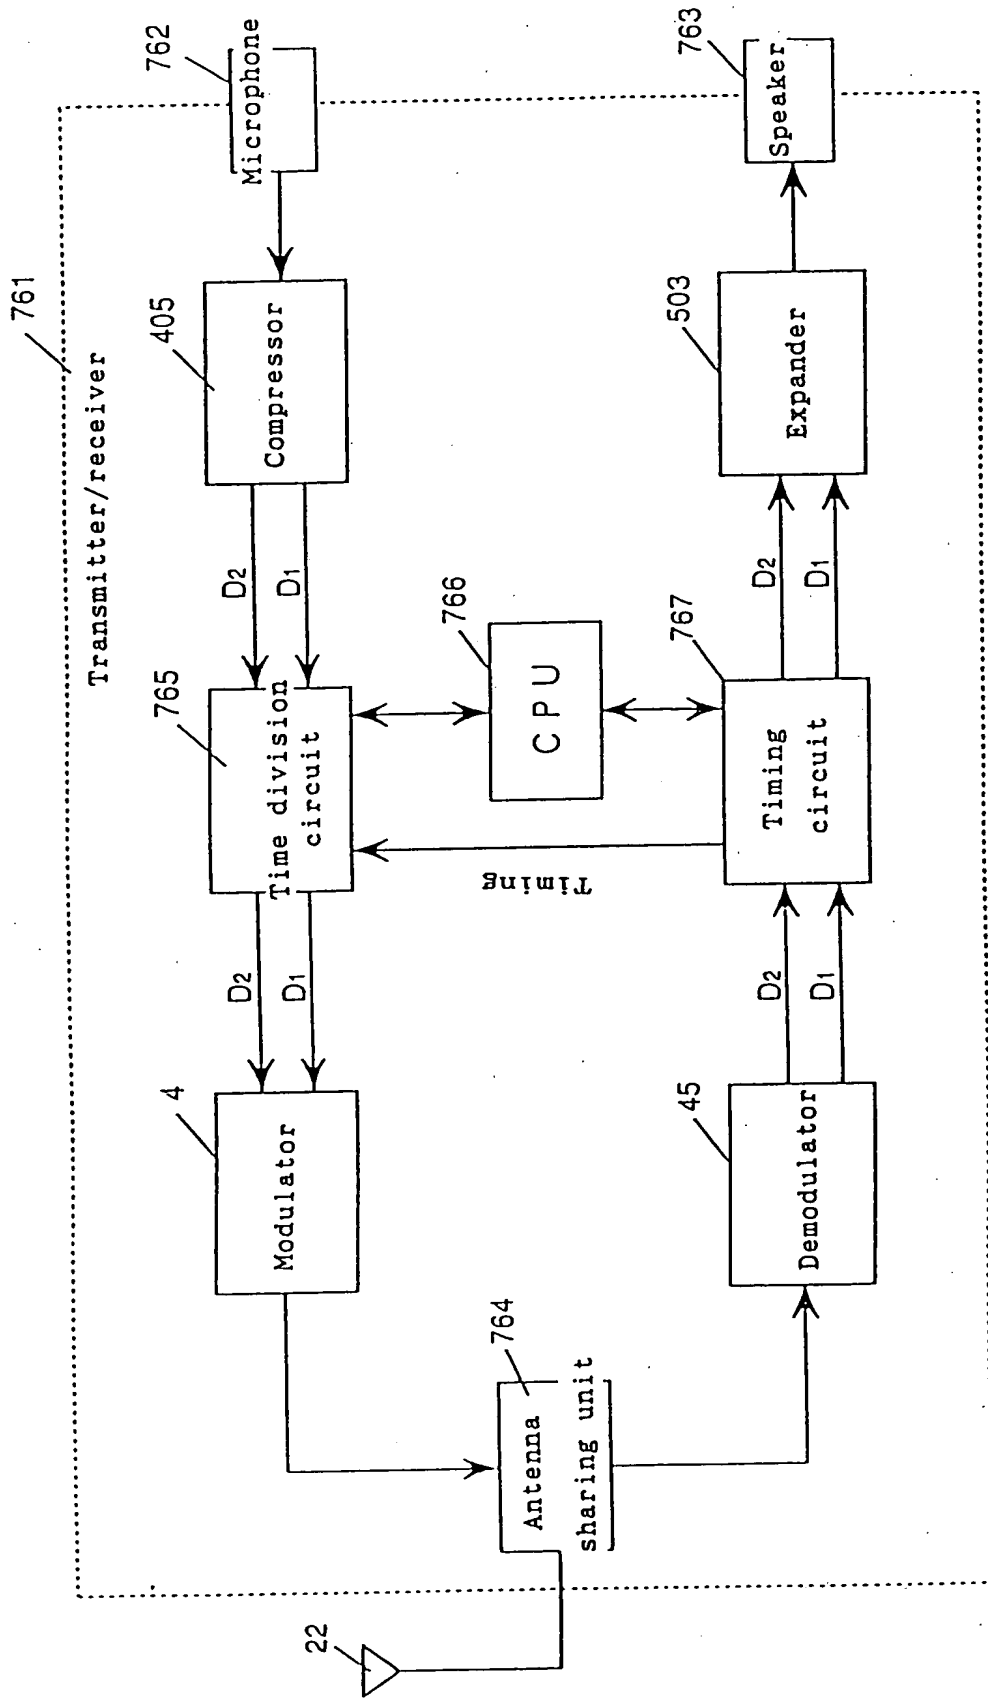 761
Transmitter/receiver
22
764
Antenna
sharing unit
4
Modulator
D2
D1
765
Time division
circuit
D2
D1
405
Compressor
762
Microphone
Timing
766
CPU
45
Demodulator
D2
D1
767
Timing
circuit
D2
D1
503
Expander
763
Speaker